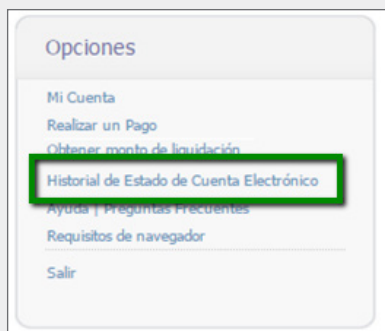 Opciones
Mi Cuenta
Realizar un Pago
Obtener monto de liquidación
Historial de Estado de Cuenta Electrónico
Ayuda | Preguntas Frecuentes
Requisitos de navegador
Salir